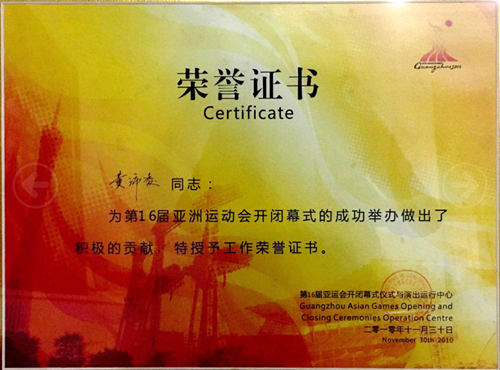 Guangzhou 2010
荣誉证书
Certificate
同志：
为第16届亚洲运动会开闭幕式的成功举办做出了
积极的贡献，特授予工作荣誉证书。
第16届亚运会开闭幕式仪式与演出运行中心
Guangzhou Asian Games Opening and
Closing Ceremonies Operation Centre
二〇一〇年十一月三十日
November 30th 2010